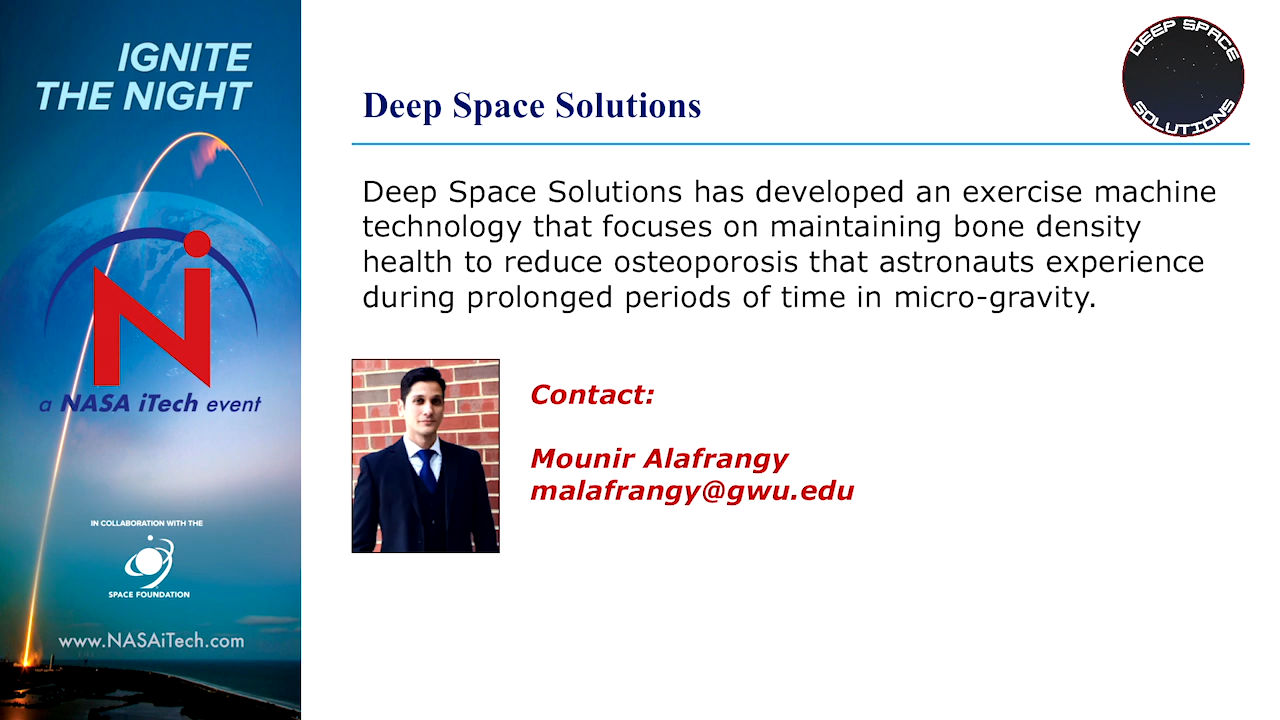 IGNITE
THE NIGHT
a NASA iTech event
IN COLLABORATION WITH THE
SPACE FOUNDATION
www.NASAiTech.com
DEEP SPACE
SOLUTIONS
Deep Space Solutions
Deep Space Solutions has developed an exercise machine
technology that focuses on maintaining bone density
health to reduce osteoporosis that astronauts experience
during prolonged periods of time in micro-gravity.
Contact:
Mounir Alafrangy
malafrangy@gwu.edu